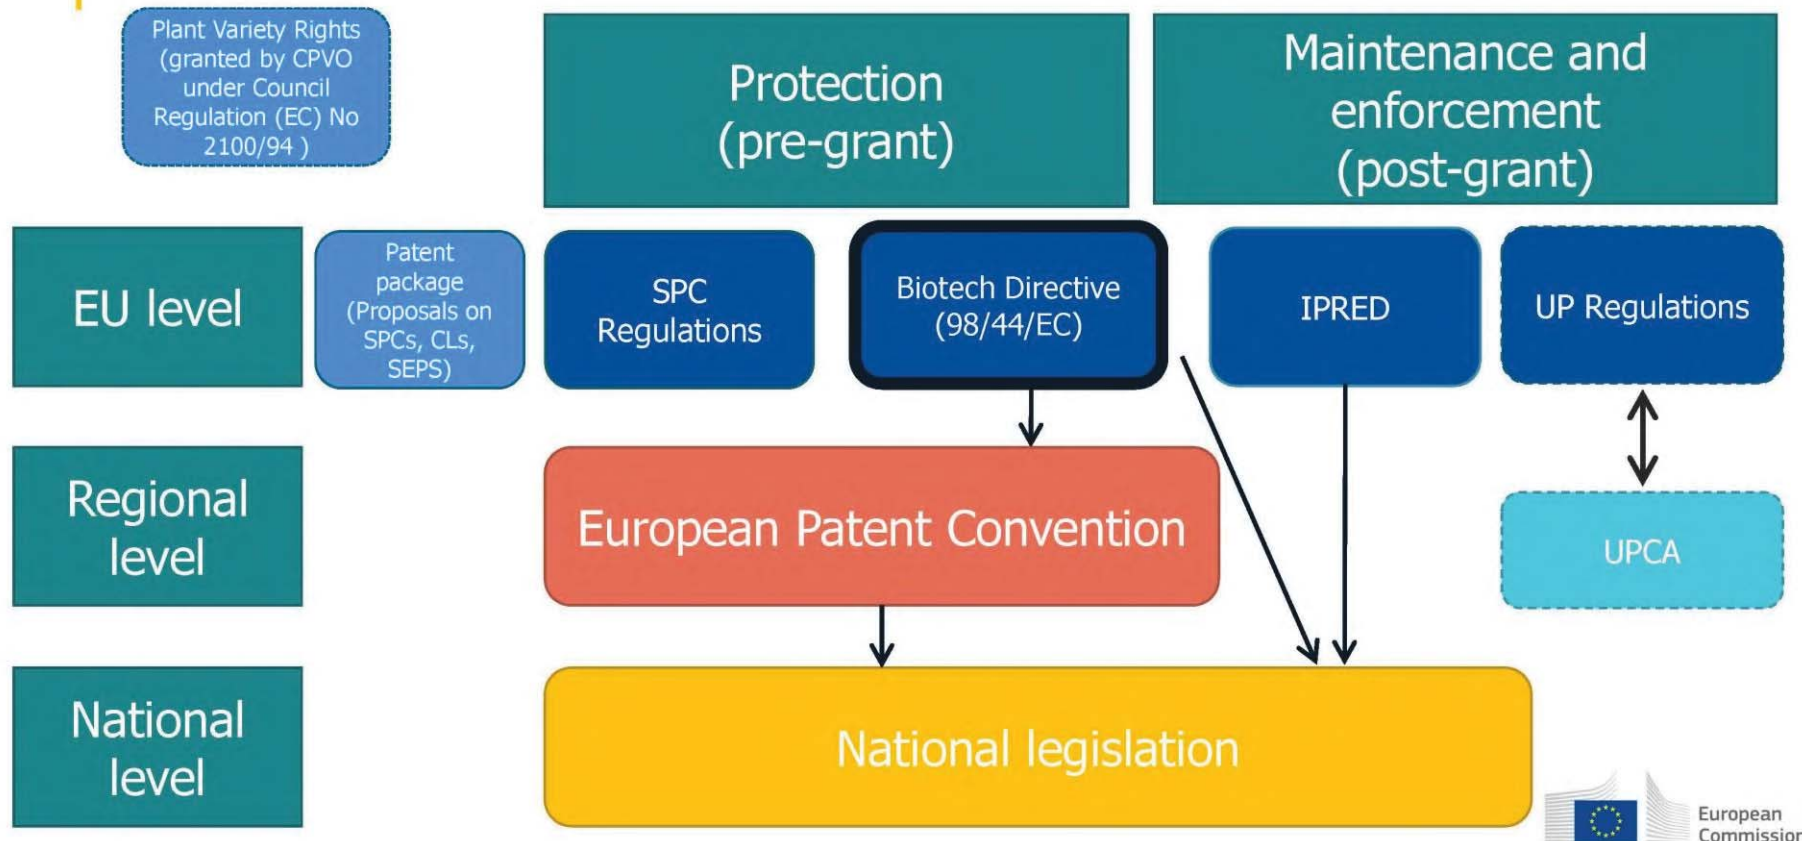 Plant Variety Rights
(granted by CPVO
under Council
Regulation (EC) No
2100/94 )
Protection
(pre-grant)
Maintenance and
enforcement
(post-grant)
EU level
Patent
package
(Proposals on
SPCs, CLs,
SEPS)
SPC
Regulations
Biotech Directive
(98/44/EC)
IPRED
UP Regulations
Regional
level
European Patent Convention
UPCA
National
level
National legislation
European
Commission